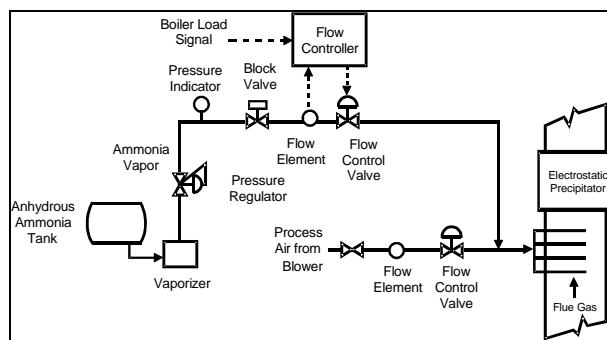 Boiler Load
Signal
Flow
Controller
Pressure
Indicator
Block
Valve
Ammonia
Vapor
Flow
Element
Flow
Control
Valve
Pressure
Regulator
Electrostatic
Precipitator
Anhydrous
Ammonia
Tank
Process
Air from
Blower
Vaporizer
Flow
Element
Flow
Control
Valve
Flue Gas